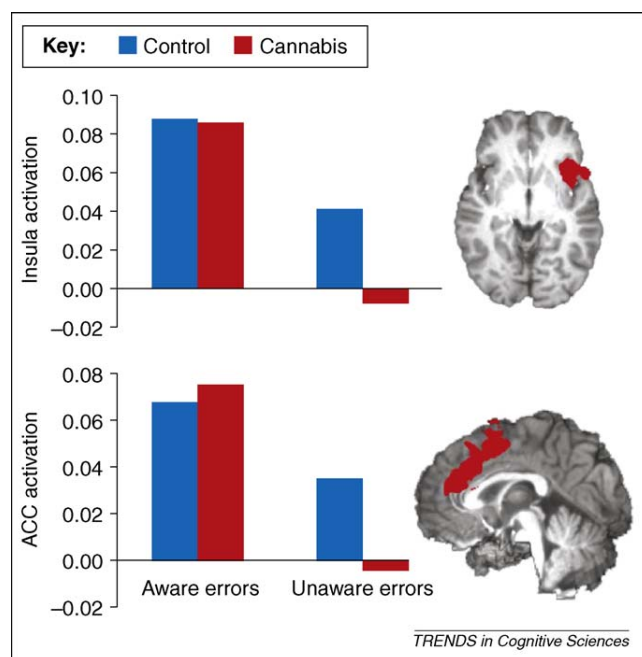 Key: Control Cannabis
0.10
0.08
0.06
0.04
0.02
0.00
–0.02
Insula activation
0.08
0.06
0.04
0.02
0.00
–0.02
ACC activation
Aware errors Unaware errors
TRENDS in Cognitive Sciences